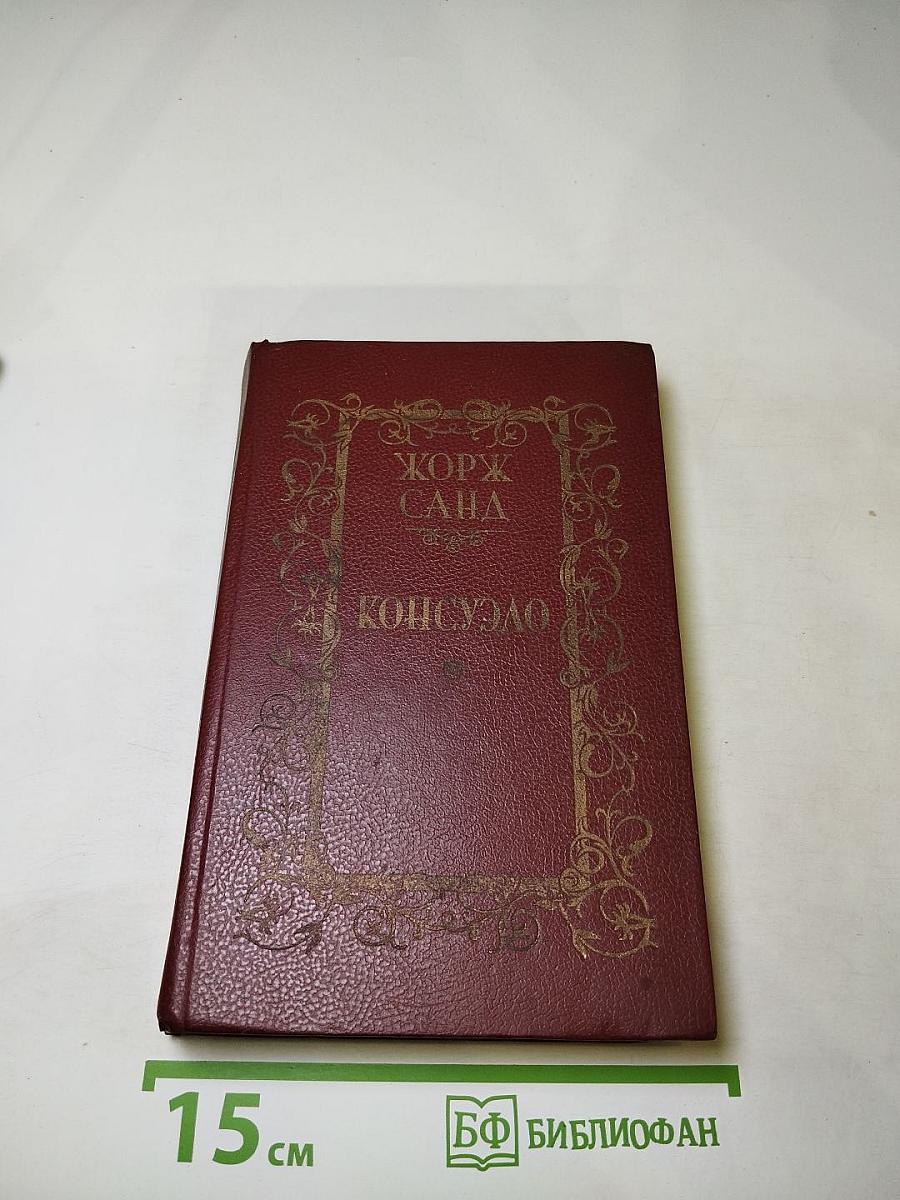 ЖОРЖ
САНД
КОНСУЭЛО
15 см
БФ БИБЛИОФАН